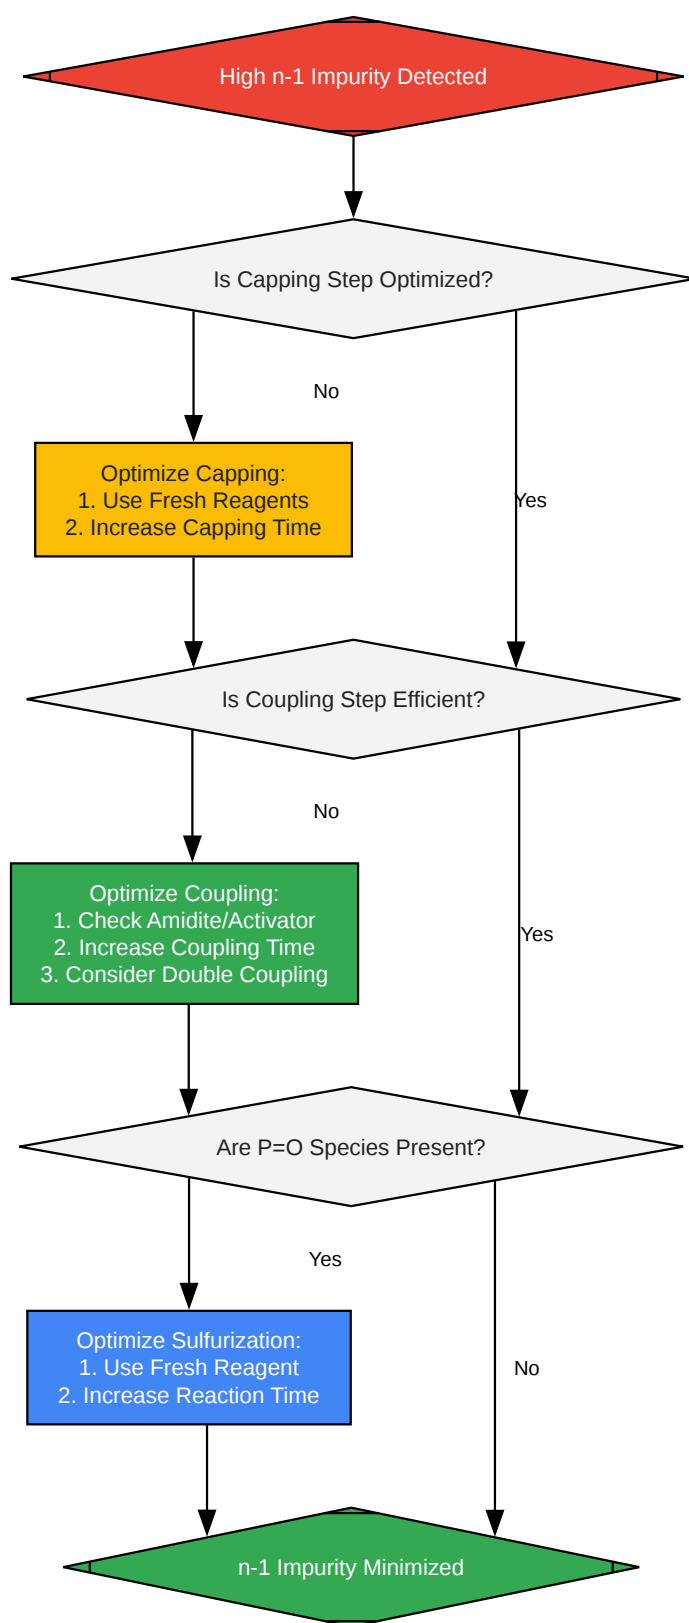 High n-1 Impurity Detected
Is Capping Step Optimized?
No
Optimize Capping:
1. Use Fresh Reagents
2. Increase Capping Time
Yes
Is Coupling Step Efficient?
No
Optimize Coupling:
1. Check Amidite/Activator
2. Increase Coupling Time
3. Consider Double Coupling
Yes
Are P=O Species Present?
Yes
Optimize Sulfurization:
1. Use Fresh Reagent
2. Increase Reaction Time
No
n-1 Impurity Minimized